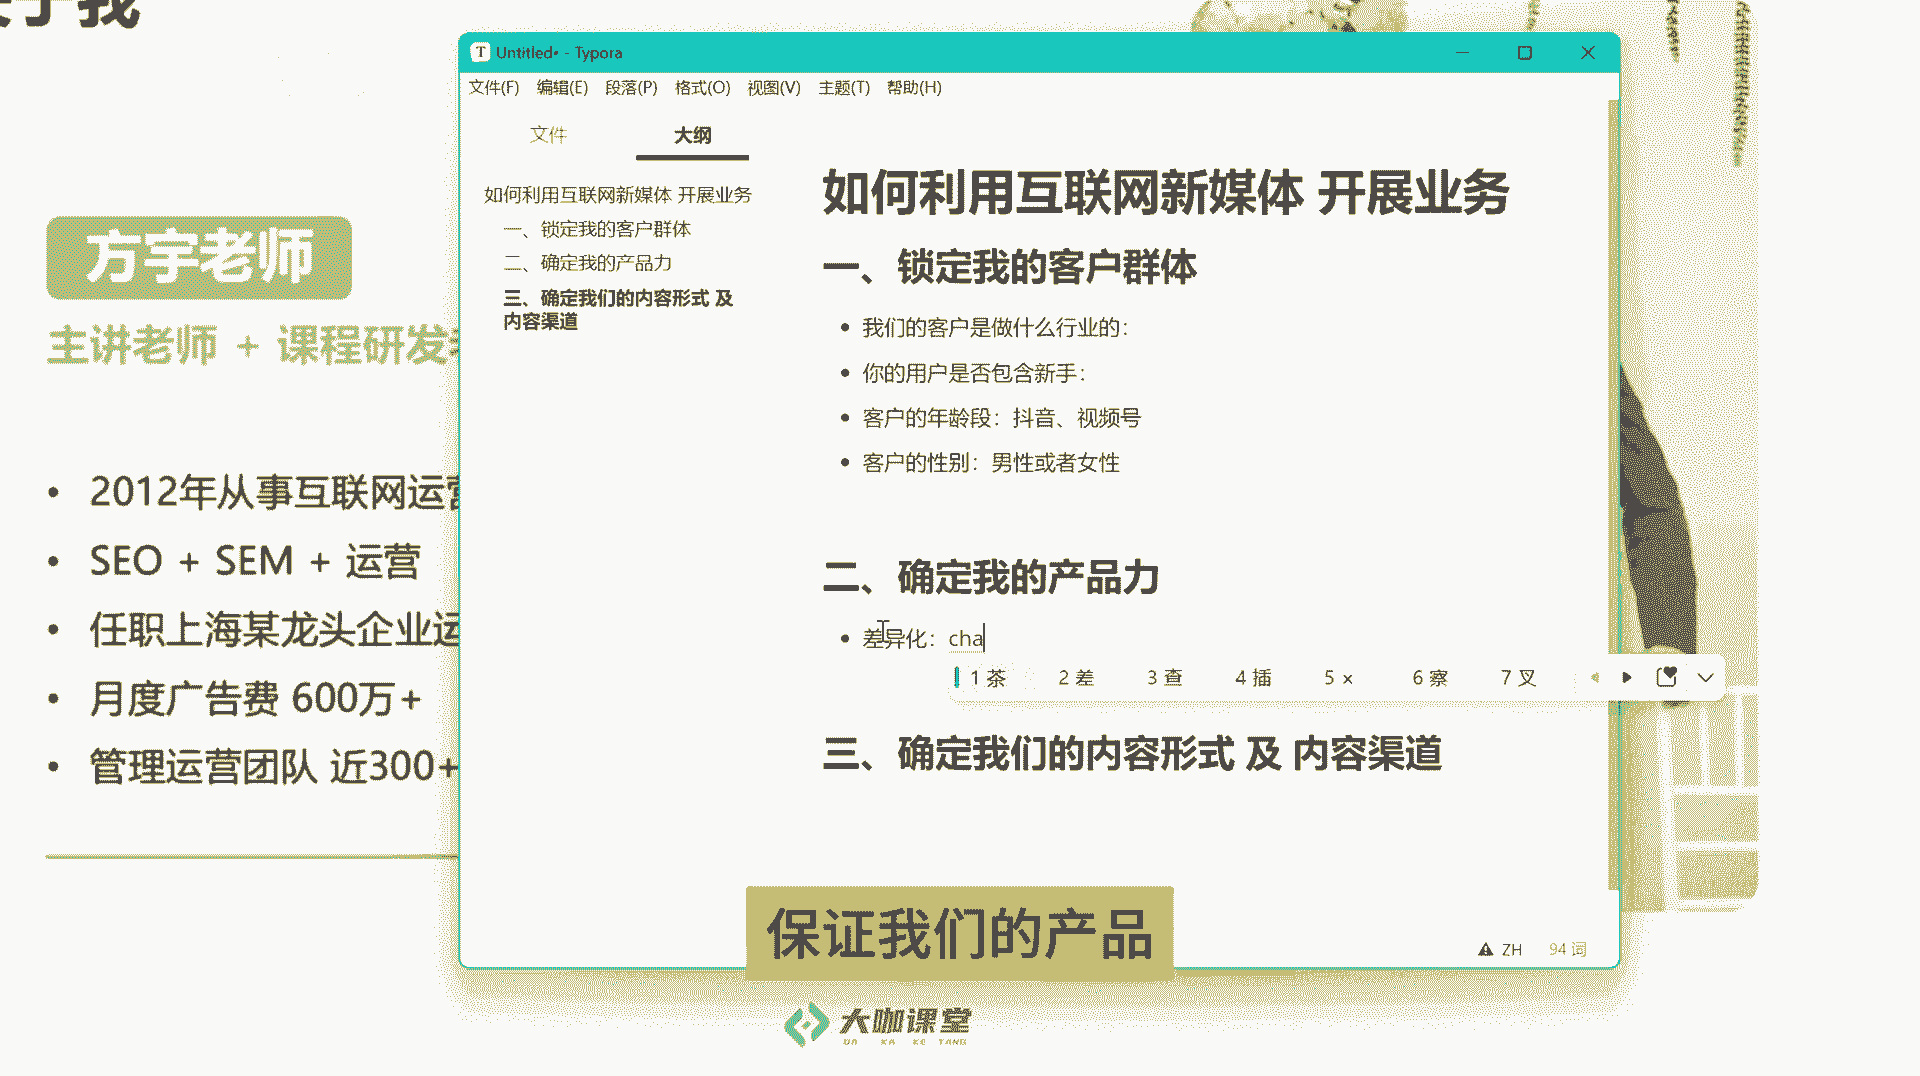 于我
方宇老师
主讲老师 + 课程研发
• 2012年从事互联网运营
• SEO + SEM + 运营
• 任职上海某龙头企业运
• 月度广告费 600万+
• 管理运营团队 近300+
T Untitled• - Typora
文件(F) 编辑(E) 段落(P) 格式(O) 视图(V) 主题(T) 帮助(H)
文件 大纲
如何利用互联网新媒体 开展业务
一、锁定我的客户群体
二、确定我的产品力
三、确定我们的内容形式 及
内容渠道
如何利用互联网新媒体 开展业务
一、锁定我的客户群体
• 我们的客户是做什么行业的：
• 你的用户是否包含新手：
• 客户的年龄段：抖音、视频号
• 客户的性别：男性或者女性
二、确定我的产品力
• 差异化：cha
1 茶 2 差 3 查 4 插 5 × 6 察 7 叉
三、确定我们的内容形式 及 内容渠道
ZH 94 词
保证我们的产品
大咖课堂
DA KA KE TANG